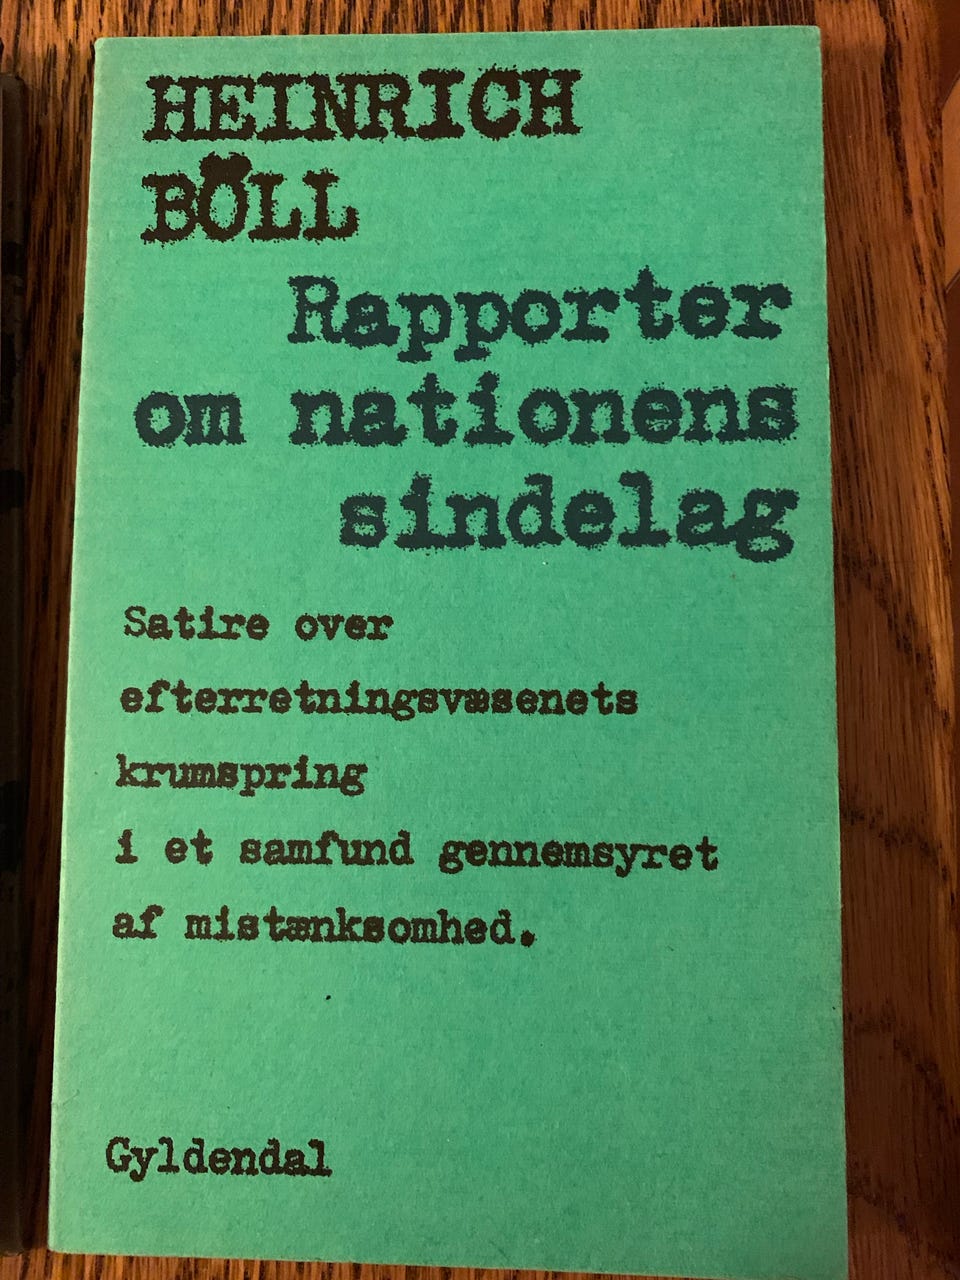 HEINRICH
BÖLL
Rapporter
om nationens
sindelag
Satire over
efterretningsvæsenets
krumspring
i et samfund gennemsyret
af mistænksomhed.
Gyldendal